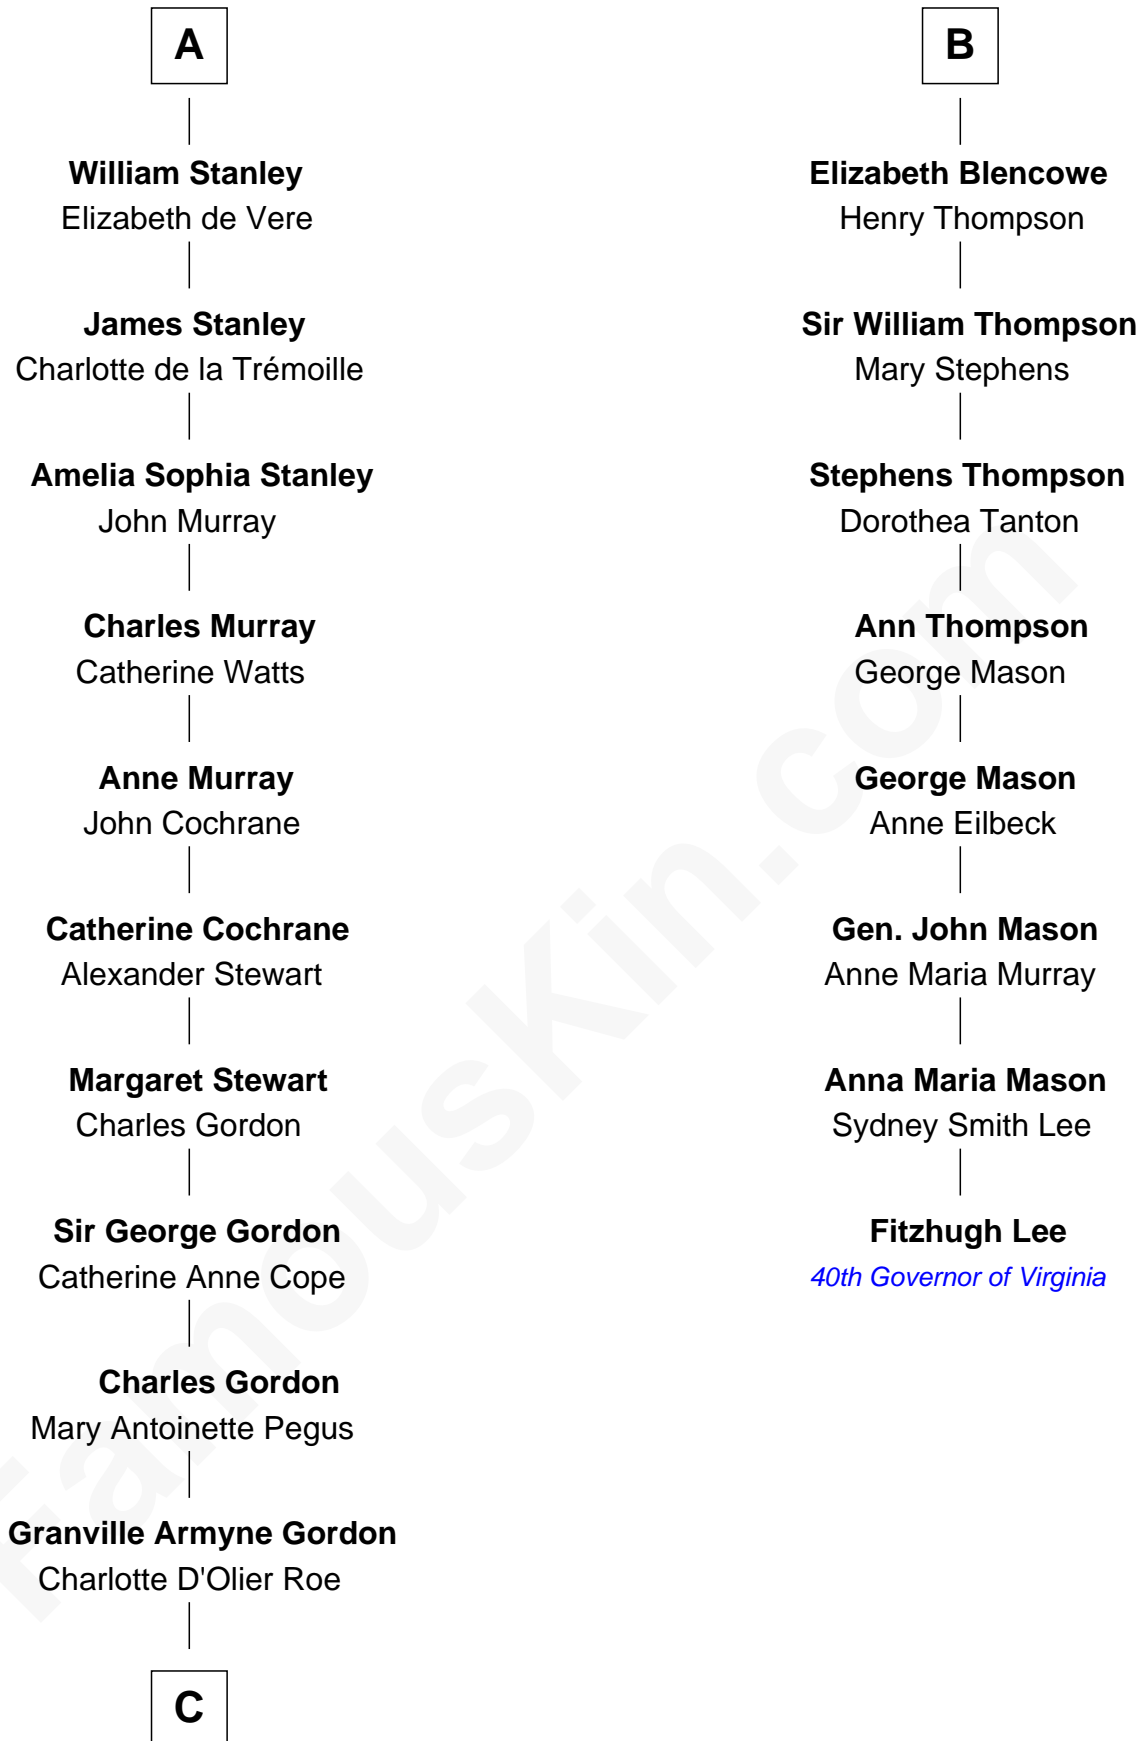 A
William Stanley
Elizabeth de Vere
James Stanley
Charlotte de la Trémoille
Amelia Sophia Stanley
John Murray
Charles Murray
Catherine Watts
Anne Murray
John Cochrane
Catherine Cochrane
Alexander Stewart
Margaret Stewart
Charles Gordon
Sir George Gordon
Catherine Anne Cope
Charles Gordon
Mary Antoinette Pegus
Granville Armyne Gordon
Charlotte D'Olier Roe
C
B
Elizabeth Blencowe
Henry Thompson
Sir William Thompson
Mary Stephens
Stephens Thompson
Dorothea Tanton
Ann Thompson
George Mason
George Mason
Anne Eilbeck
Gen. John Mason
Anne Maria Murray
Anna Maria Mason
Sydney Smith Lee
Fitzhugh Lee
40th Governor of Virginia
FamousKin.com